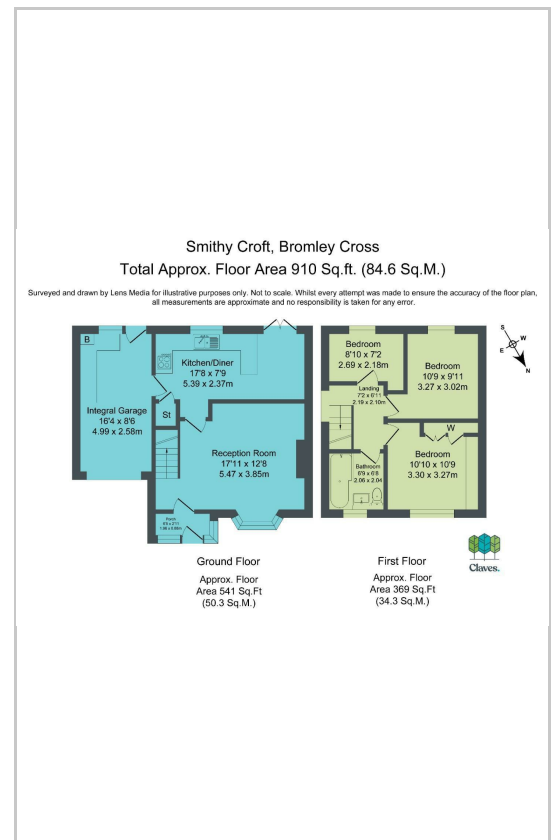 Smithy Croft, Bromley Cross
Total Approx. Floor Area 910 Sq.ft. (84.6 Sq.M.)
Surveyed and drawn by Lens Media for illustrative purposes only. Not to scale. Whilst every attempt was made to ensure the accuracy of the floor plan,
all measurements are approximate and no responsibility is taken for any error.
B
Kitchen/Diner
17'8 x 7'9
5.39 x 2.37m
Integral Garage
16'4 x 8'6
4.99 x 2.58m
St
Reception Room
17'11 x 12'8
5.47 x 3.85m
Porch
Ground Floor
Approx. Floor
Area 541 Sq.Ft
(50.3 Sq.M.)
Bedroom
8'10 x 7'2
2.69 x 2.18m
Bedroom
10'9 x 9'11
3.27 x 3.02m
Landing
7'2 x 6'11
2.19 x 2.10m
W
Bedroom
10'10 x 10'9
3.30 x 3.27m
Bathroom
6'9 x 6'8
2.06 x 2.04
First Floor
Approx. Floor
Area 369 Sq.Ft
(34.3 Sq.M.)
S
W
E
N
Claves.